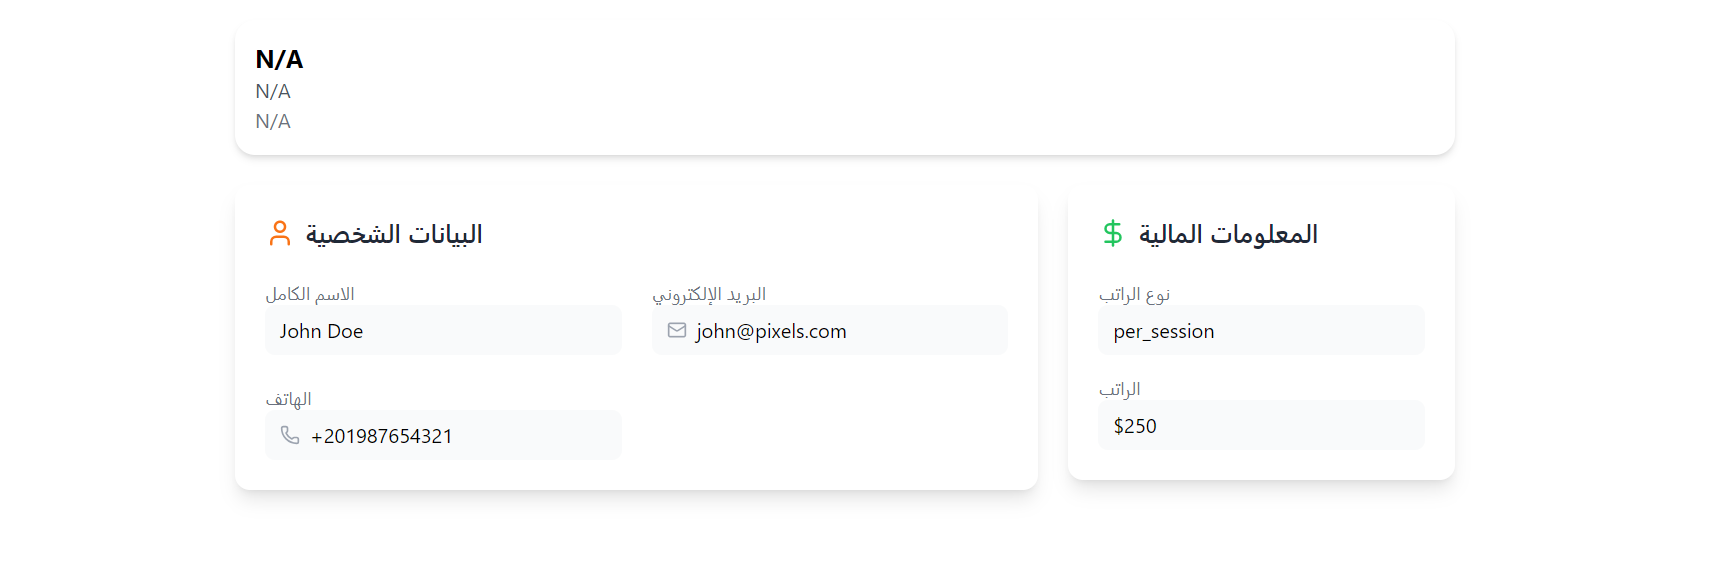 N/A
N/A
N/A
البيانات الشخصية
الاسم الكامل
John Doe
البريد الإلكتروني
john@pixels.com
الهاتف
+201987654321
المعلومات المالية
نوع الراتب
per_session
الراتب
$250